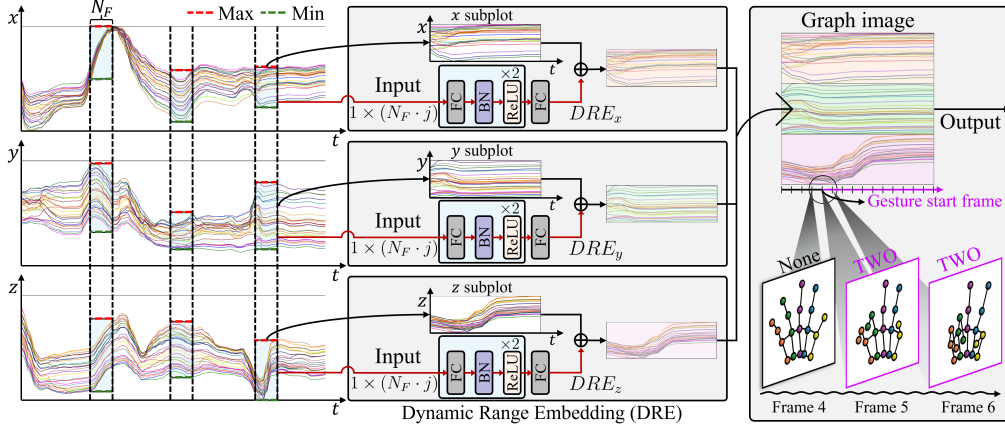 N_F
Max
Min
x
t
y
t
z
t
x subplot
x
t
Input
1 × (N_F · j)
×2
FC
BN
ReLU
FC
DRE_x
y subplot
y
t
Input
1 × (N_F · j)
×2
FC
BN
ReLU
FC
DRE_y
z subplot
z
t
Input
1 × (N_F · j)
×2
FC
BN
ReLU
FC
DRE_z
Dynamic Range Embedding (DRE)
Graph image
Output
Gesture start frame
None
TWO
TWO
Frame 4
Frame 5
Frame 6